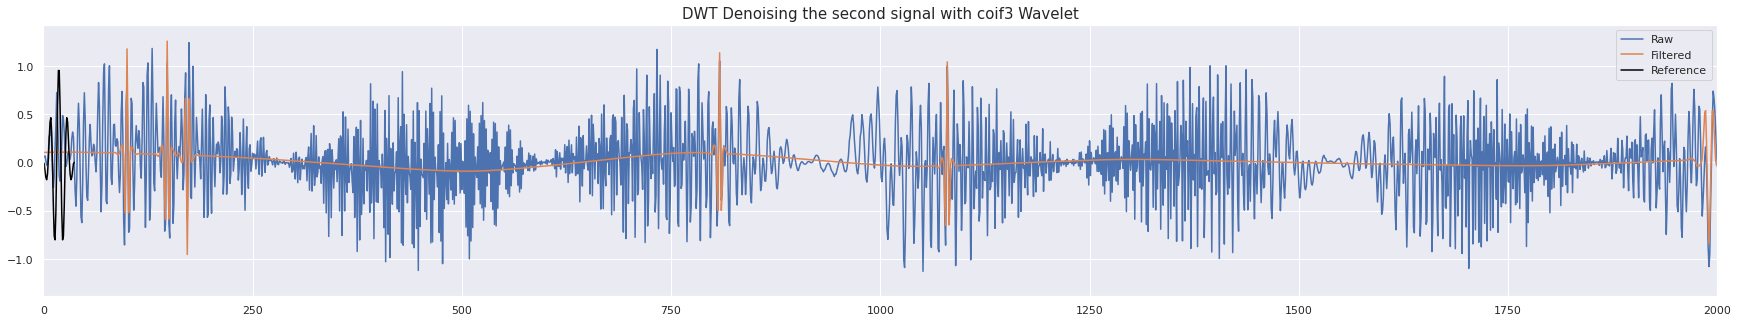 DWT Denoising the second signal with coif3 Wavelet
Raw
Filtered
Reference
1.0
0.5
0.0
−0.5
−1.0
0 250 500 750 1000 1250 1500 1750 2000